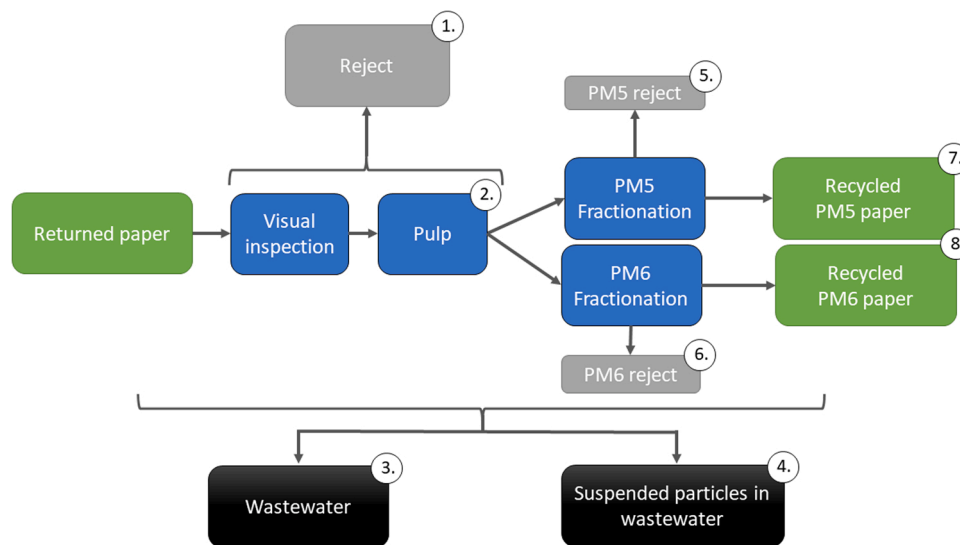 1.
Reject
5.
PM5 reject
Returned paper
Visual
inspection
2.
Pulp
PM5
Fractionation
7.
Recycled
PM5 paper
PM6
Fractionation
8.
Recycled
PM6 paper
6.
PM6 reject
3.
Wastewater
4.
Suspended particles in
wastewater